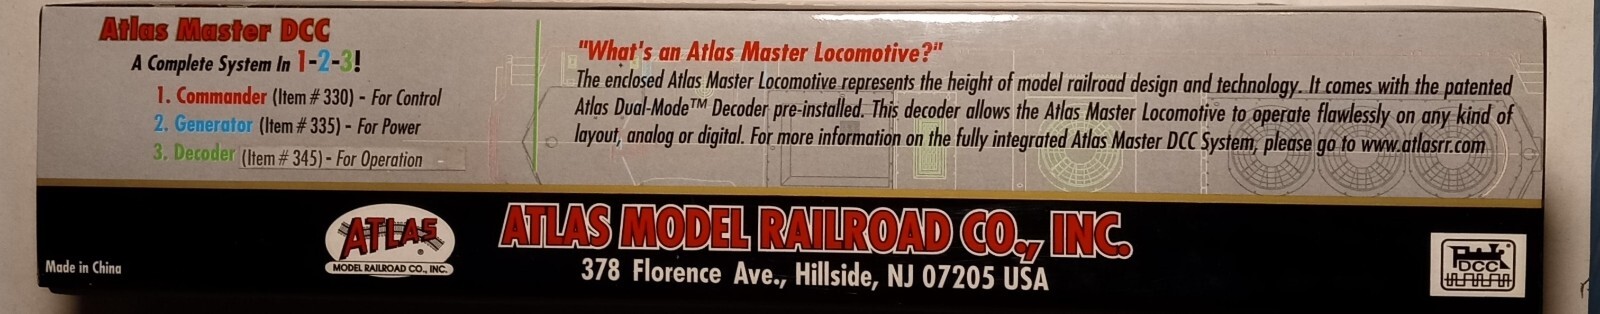 Atlas Master DCC
A Complete System In 1-2-3!
1. Commander (Item # 330) - For Control
2. Generator (Item # 335) - For Power
3. Decoder (Item # 345) - For Operation
"What's an Atlas Master Locomotive?"
The enclosed Atlas Master Locomotive represents the height of model railroad design and technology. It comes with the patented
Atlas Dual-Mode™ Decoder pre-installed. This decoder allows the Atlas Master Locomotive to operate flawlessly on any kind of
layout, analog or digital. For more information on the fully integrated Atlas Master DCC System, please go to www.atlasrr.com
Made in China
ATLAS®
MODEL RAILROAD CO., INC.
ATLAS MODEL RAILROAD CO., INC.
378 Florence Ave., Hillside, NJ 07205 USA
DCC